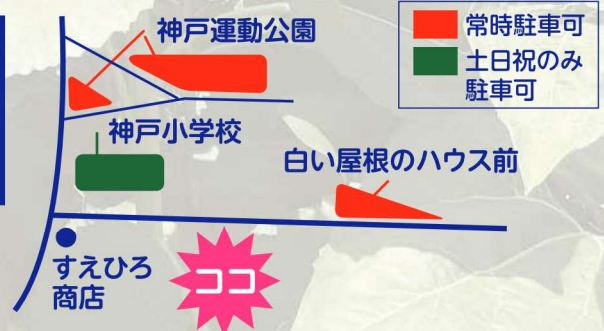 神戸運動公園
常時駐車可
土日祝のみ
駐車可
神戸小学校
白い屋根のハウス前
すえひろ
商店
ココ